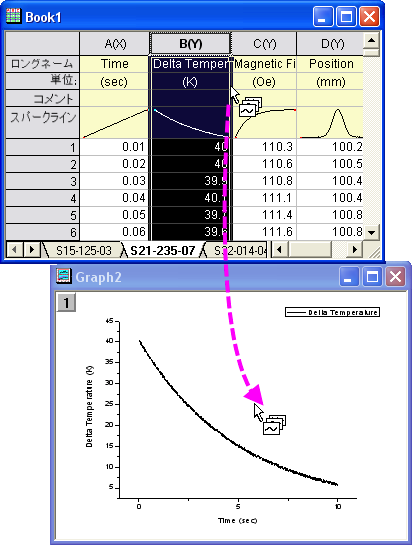 Book1
A(X) B(Y) C(Y) D(Y)
ロングネーム Time Delta Temper Magnetic Fi Position
単位: (sec) (K) (Oe) (mm)
コメント
スパークライン
1 0.01 40 110.3 100.2
2 0.02 40 110.6 100.5
3 0.03 39.9 110.8 100.4
4 0.04 40.1 111.1 100.4
5 0.05 39.7 111.4 100.8
6 0.06 39.6 111.6 100.8
S15-125-03 S21-235-07 S32-014-04
Graph2
1
Delta Temperature
45
40
35
30
25
20
15
10
5
Delta Temperature (K)
0 5 10
Time (sec)